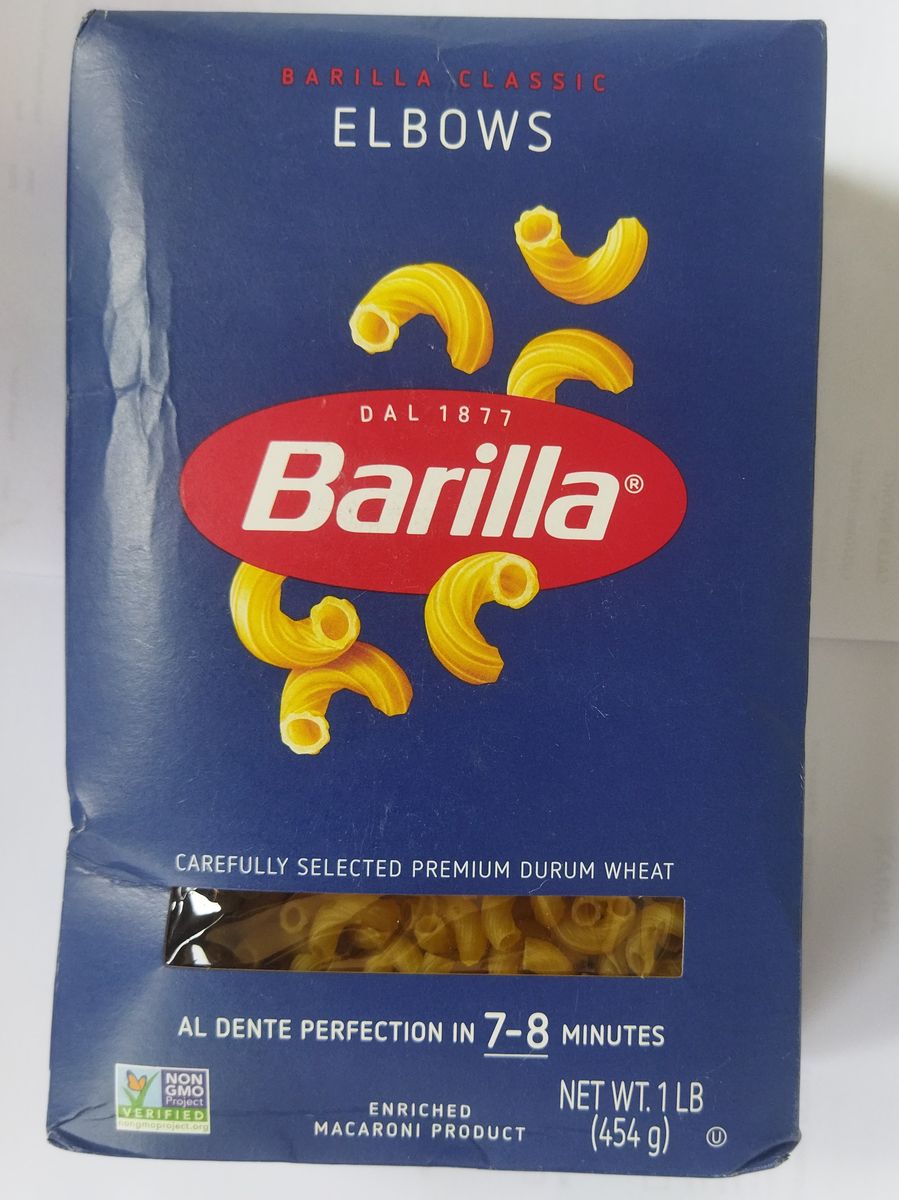 BARILLA CLASSIC
ELBOWS
DAL 1877
Barilla®
CAREFULLY SELECTED PREMIUM DURUM WHEAT
AL DENTE PERFECTION IN 7-8 MINUTES
NON
GMO
Project
VERIFIED
nongmoproject.org
ENRICHED
MACARONI PRODUCT
NET WT. 1 LB
(454 g)
U